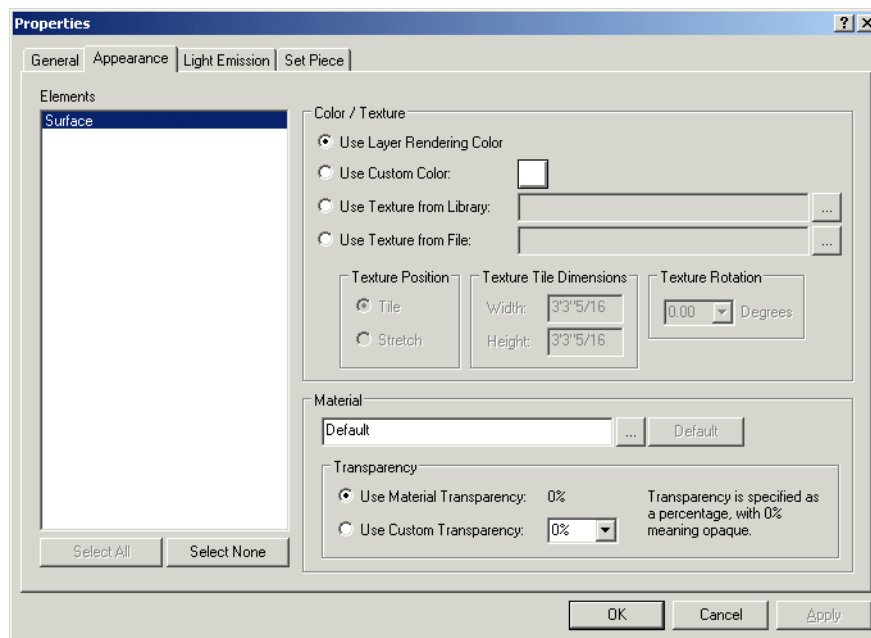 Properties
General Appearance Light Emission Set Piece
Elements
Surface
Select All Select None
Color / Texture
Use Layer Rendering Color
Use Custom Color:
Use Texture from Library: ...
Use Texture from File: ...
Texture Position
Tile
Stretch
Texture Tile Dimensions
Width: 3'3"5/16
Height: 3'3"5/16
Texture Rotation
0.00 Degrees
Material
Default ... Default
Transparency
Use Material Transparency: 0%
Use Custom Transparency: 0%
Transparency is specified as
a percentage, with 0%
meaning opaque.
OK Cancel Apply